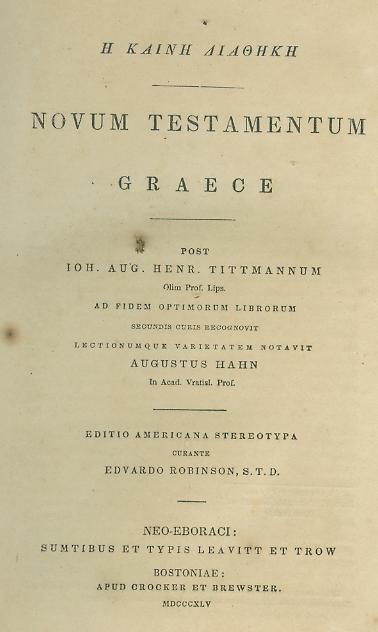 Η ΚΑΙΝΗ ΔΙΑΘΗΚΗ
NOVUM TESTAMENTUM
GRAECE
POST
IOH. AUG. HENR. TITTMANNUM
Olim Prof. Lips.
AD FIDEM OPTIMORUM LIBRORUM
SECUNDIS CURIS RECOGNOVIT
LECTIONUMQUE VARIETATEM NOTAVIT
AUGUSTUS HAHN
In Acad. Vratisl. Prof.
EDITIO AMERICANA STEREOTYPA
CURANTE
EDVARDO ROBINSON, S. T. D.
NEO-EBORACI:
SUMTIBUS ET TYPIS LEAVITT ET TROW
BOSTONIAE:
APUD CROCKER ET BREWSTER.
MDCCCXLV